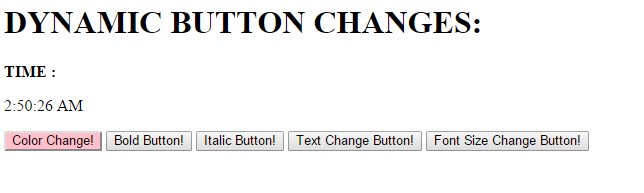 DYNAMIC BUTTON CHANGES:
TIME :
2:50:26 AM
Color Change! Bold Button! Italic Button! Text Change Button! Font Size Change Button!